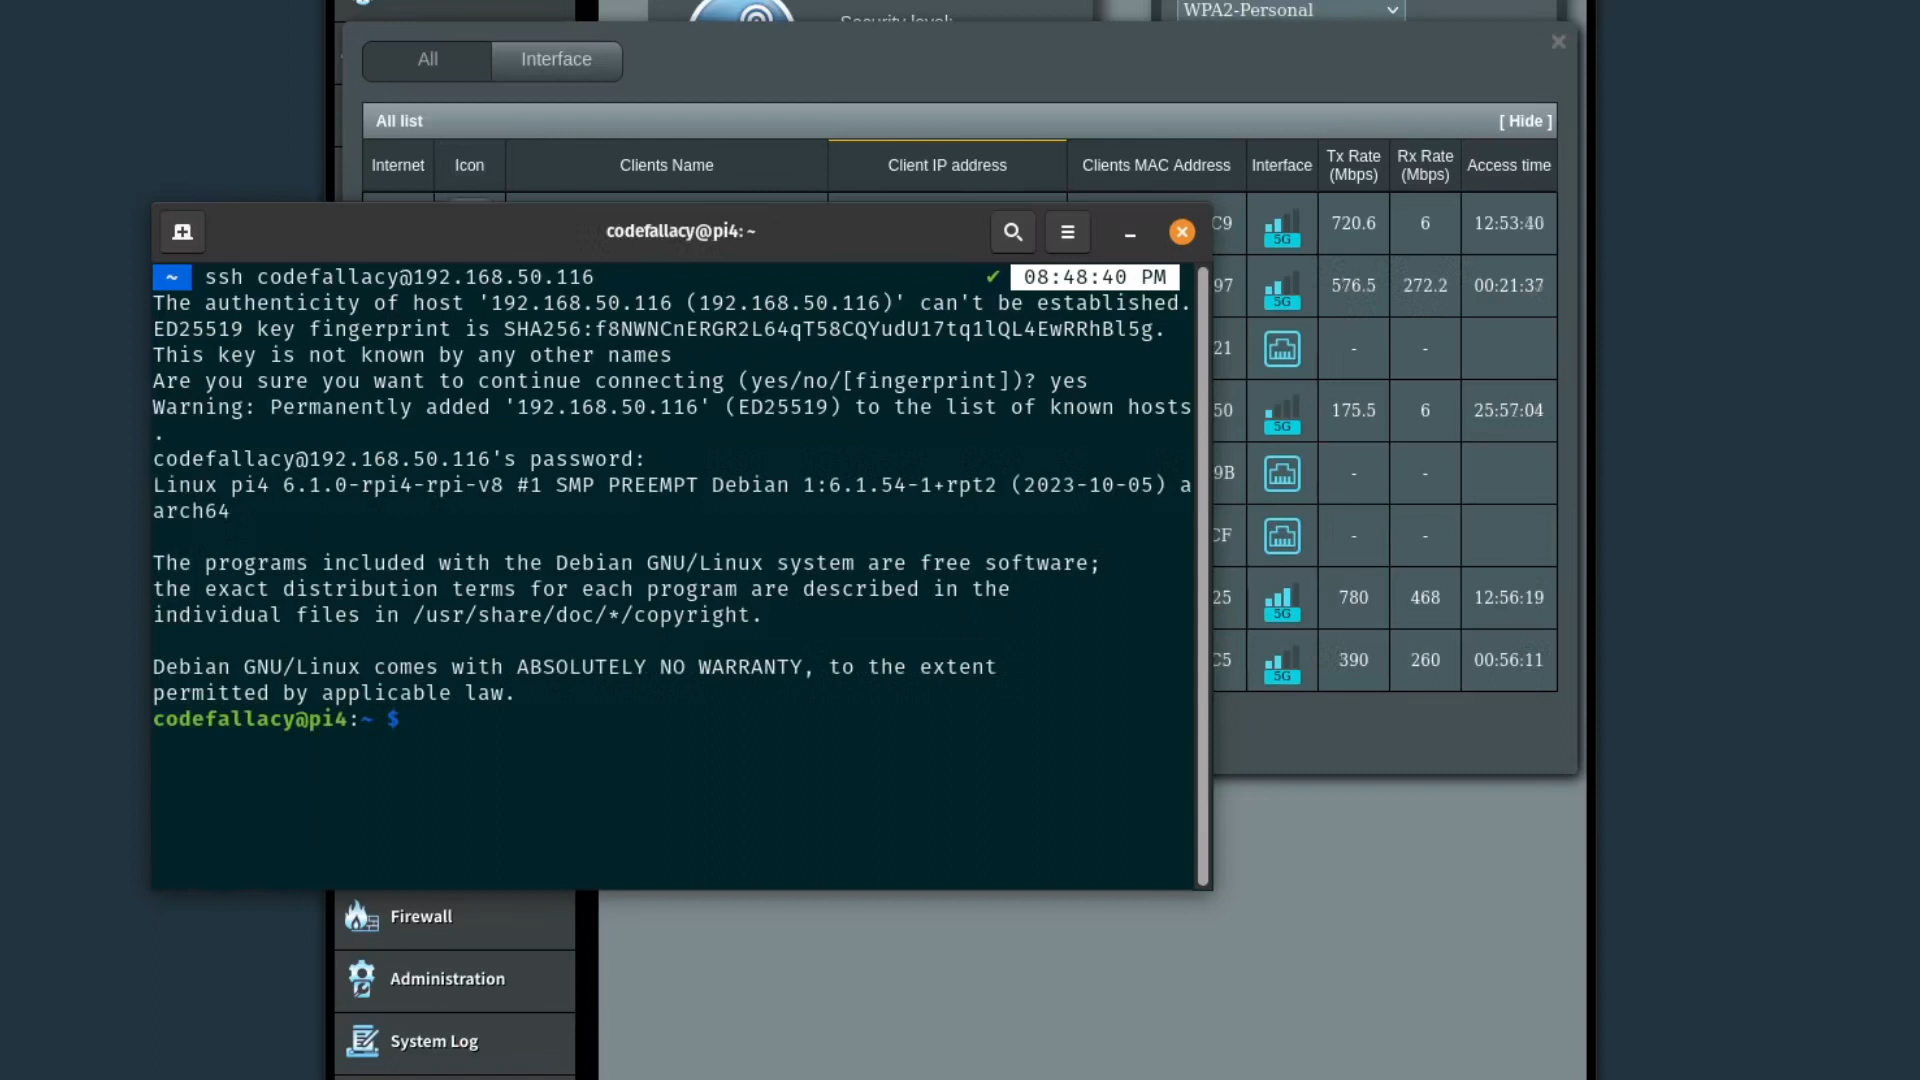 Security level:
WPA2-Personal
All
Interface
All list
[ Hide ]
Internet
Icon
Clients Name
Client IP address
Clients MAC Address
Interface
Tx Rate (Mbps)
Rx Rate (Mbps)
Access time
codefallacy@pi4: ~
~ ssh codefallacy@192.168.50.116 ✔ 08:48:40 PM
The authenticity of host '192.168.50.116 (192.168.50.116)' can't be established.
ED25519 key fingerprint is SHA256:f8NWNCnERGR2L64qT58CQYudU17tq1lQL4EwRRhBl5g.
This key is not known by any other names
Are you sure you want to continue connecting (yes/no/[fingerprint])? yes
Warning: Permanently added '192.168.50.116' (ED25519) to the list of known hosts
.
codefallacy@192.168.50.116's password:
Linux pi4 6.1.0-rpi4-rpi-v8 #1 SMP PREEMPT Debian 1:6.1.54-1+rpt2 (2023-10-05) a
arch64
The programs included with the Debian GNU/Linux system are free software;
the exact distribution terms for each program are described in the
individual files in /usr/share/doc/*/copyright.
Debian GNU/Linux comes with ABSOLUTELY NO WARRANTY, to the extent
permitted by applicable law.
codefallacy@pi4:~ $
C9 5G 720.6 6 12:53:40
97 5G 576.5 272.2 00:21:37
21 - -
50 5G 175.5 6 25:57:04
9B - -
CF - -
25 5G 780 468 12:56:19
C5 5G 390 260 00:56:11
Firewall
Administration
System Log